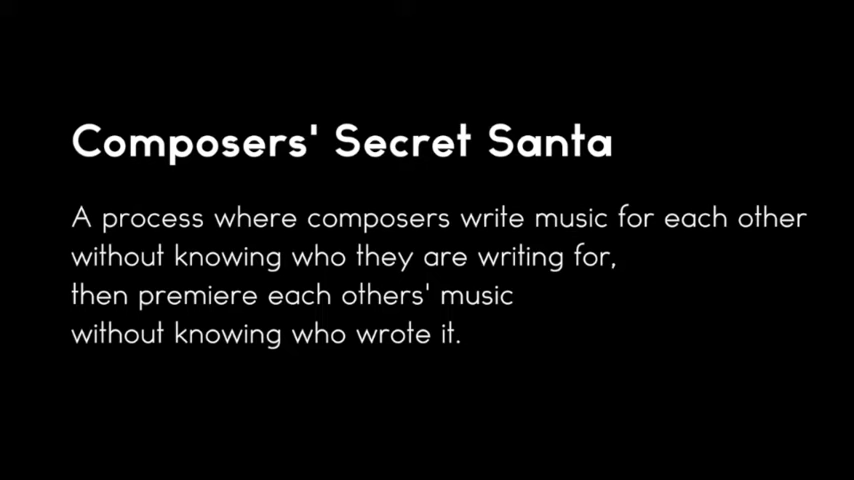 Composers' Secret Santa
A process where composers write music for each other
without knowing who they are writing for,
then premiere each others' music
without knowing who wrote it.